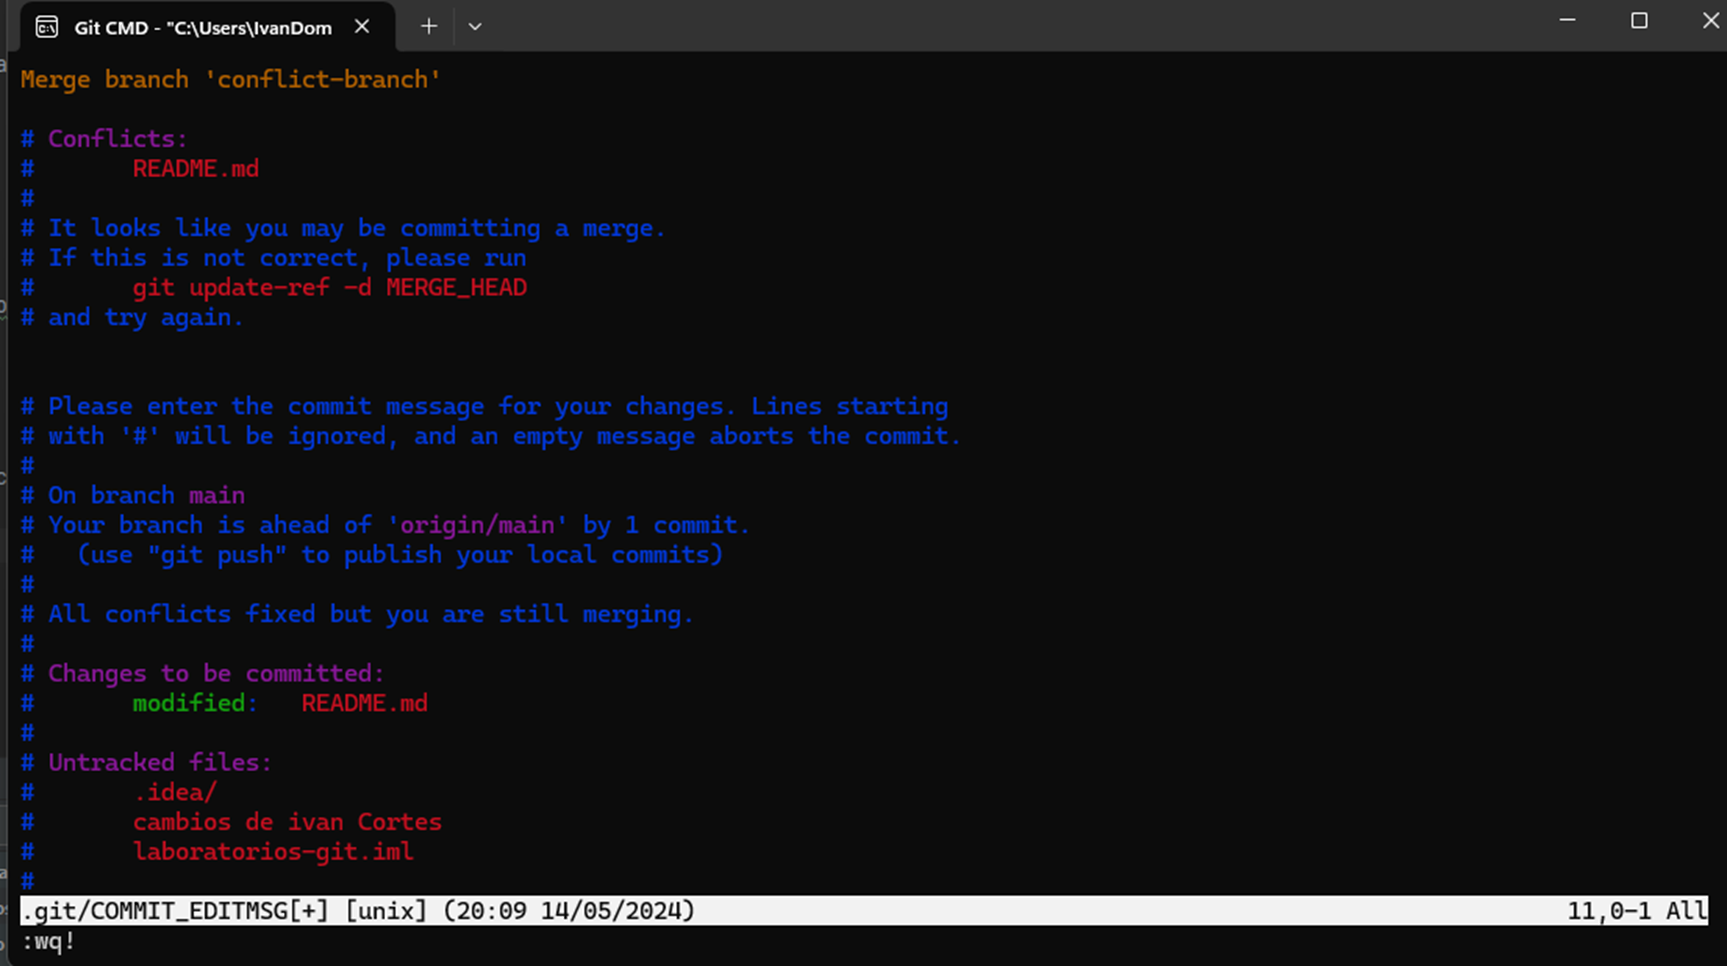 Git CMD - "C:\Users\IvanDom
Merge branch 'conflict-branch'
# Conflicts:
#       README.md
#
# It looks like you may be committing a merge.
# If this is not correct, please run
#       git update-ref -d MERGE_HEAD
# and try again.
# Please enter the commit message for your changes. Lines starting
# with '#' will be ignored, and an empty message aborts the commit.
#
# On branch main
# Your branch is ahead of 'origin/main' by 1 commit.
#   (use "git push" to publish your local commits)
#
# All conflicts fixed but you are still merging.
#
# Changes to be committed:
#       modified:   README.md
#
# Untracked files:
#       .idea/
#       cambios de ivan Cortes
#       laboratorios-git.iml
#
.git/COMMIT_EDITMSG[+] [unix] (20:09 14/05/2024) 11,0-1 All
:wq!